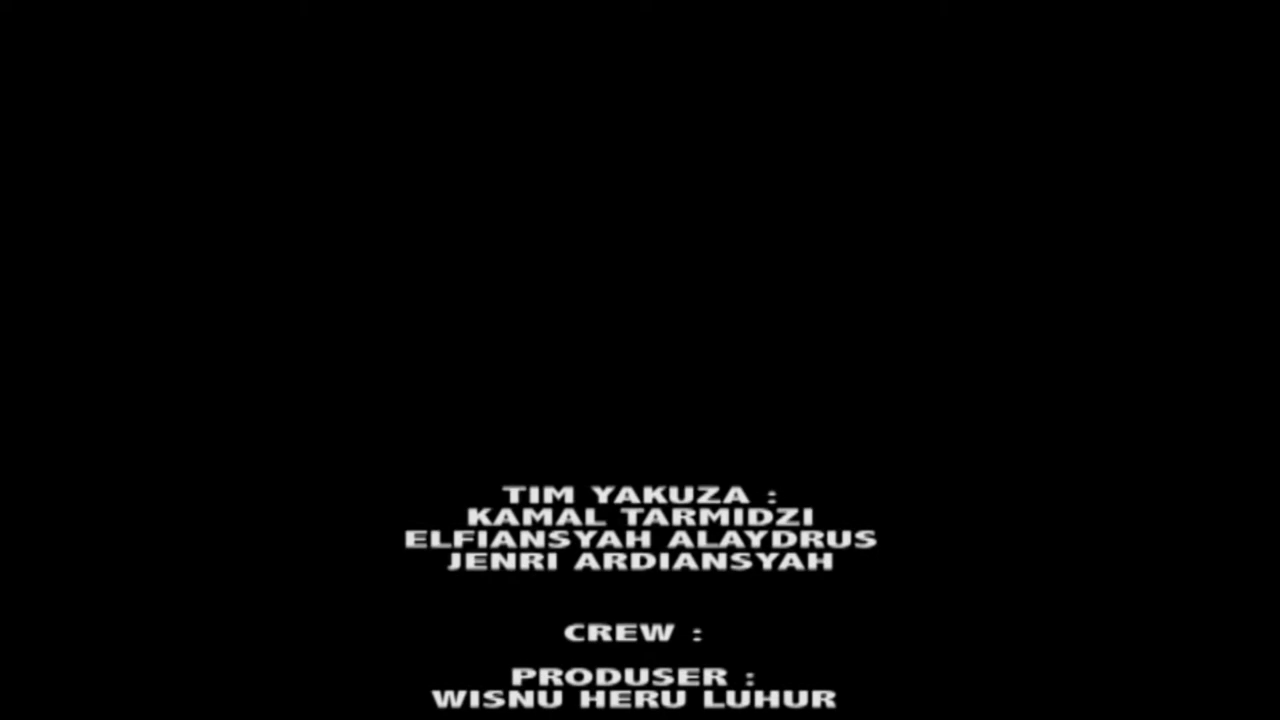 TIM YAKUZA :
KAMAL TARMIDZI
ELFIANSYAH ALAYDRUS
JENRI ARDIANSYAH
CREW :
PRODUSER :
WISNU HERU LUHUR